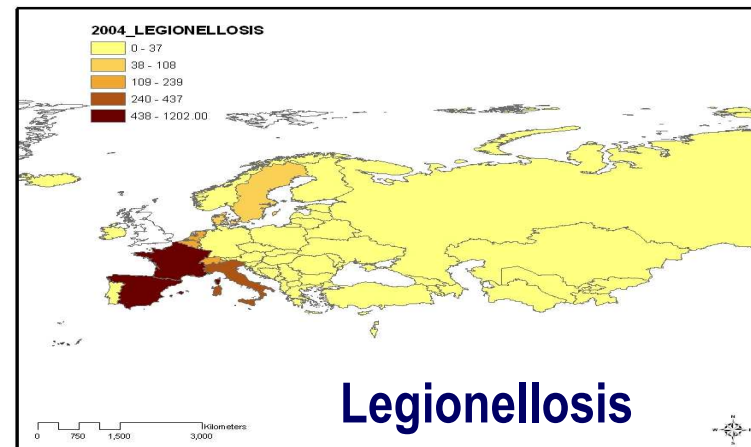 2004_LEGIONELLOSIS
0 - 37
38 - 108
109 - 239
240 - 437
438 - 1202.00
Legionellosis
0 750 1,500 3,000
Kilometers
N
S